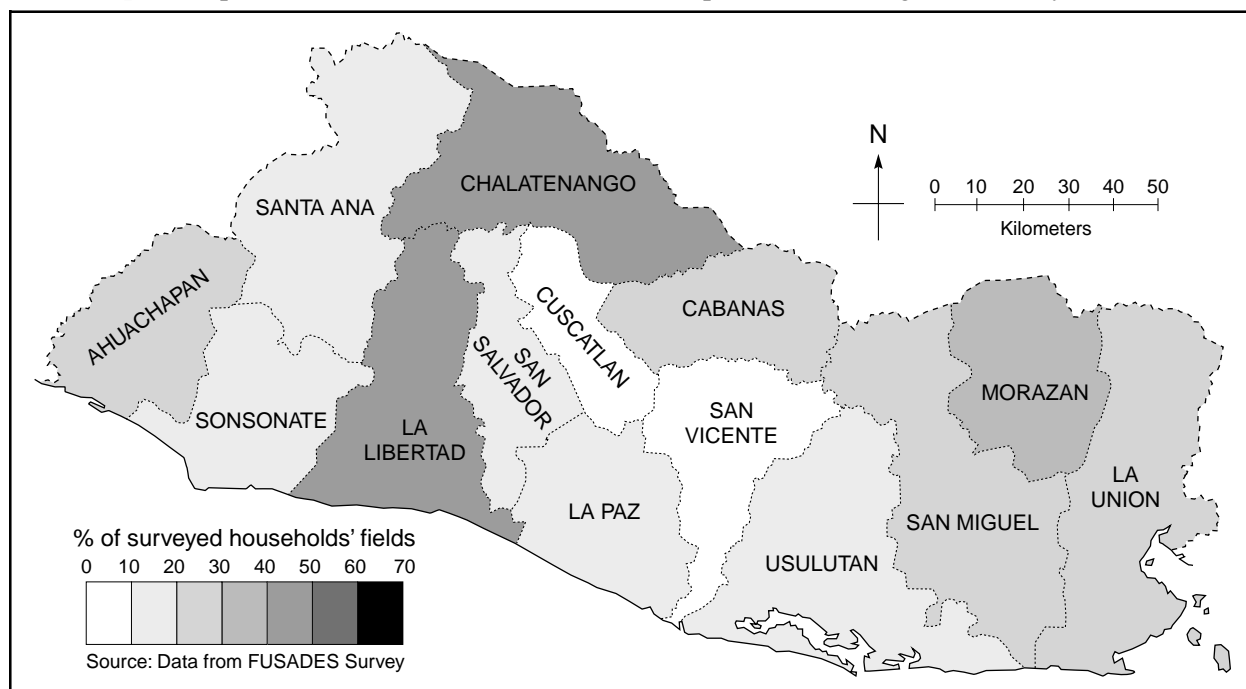 CHALATENANGO
SANTA ANA
AHUACHAPAN
SONSONATE
LA
LIBERTAD
SAN
SALVADOR
CUSCATLAN
CABANAS
SAN
VICENTE
LA PAZ
USULUTAN
SAN MIGUEL
MORAZAN
LA
UNION
N
0 10 20 30 40 50
Kilometers
% of surveyed households’ fields
0 10 20 30 40 50 60 70
Source: Data from FUSADES Survey